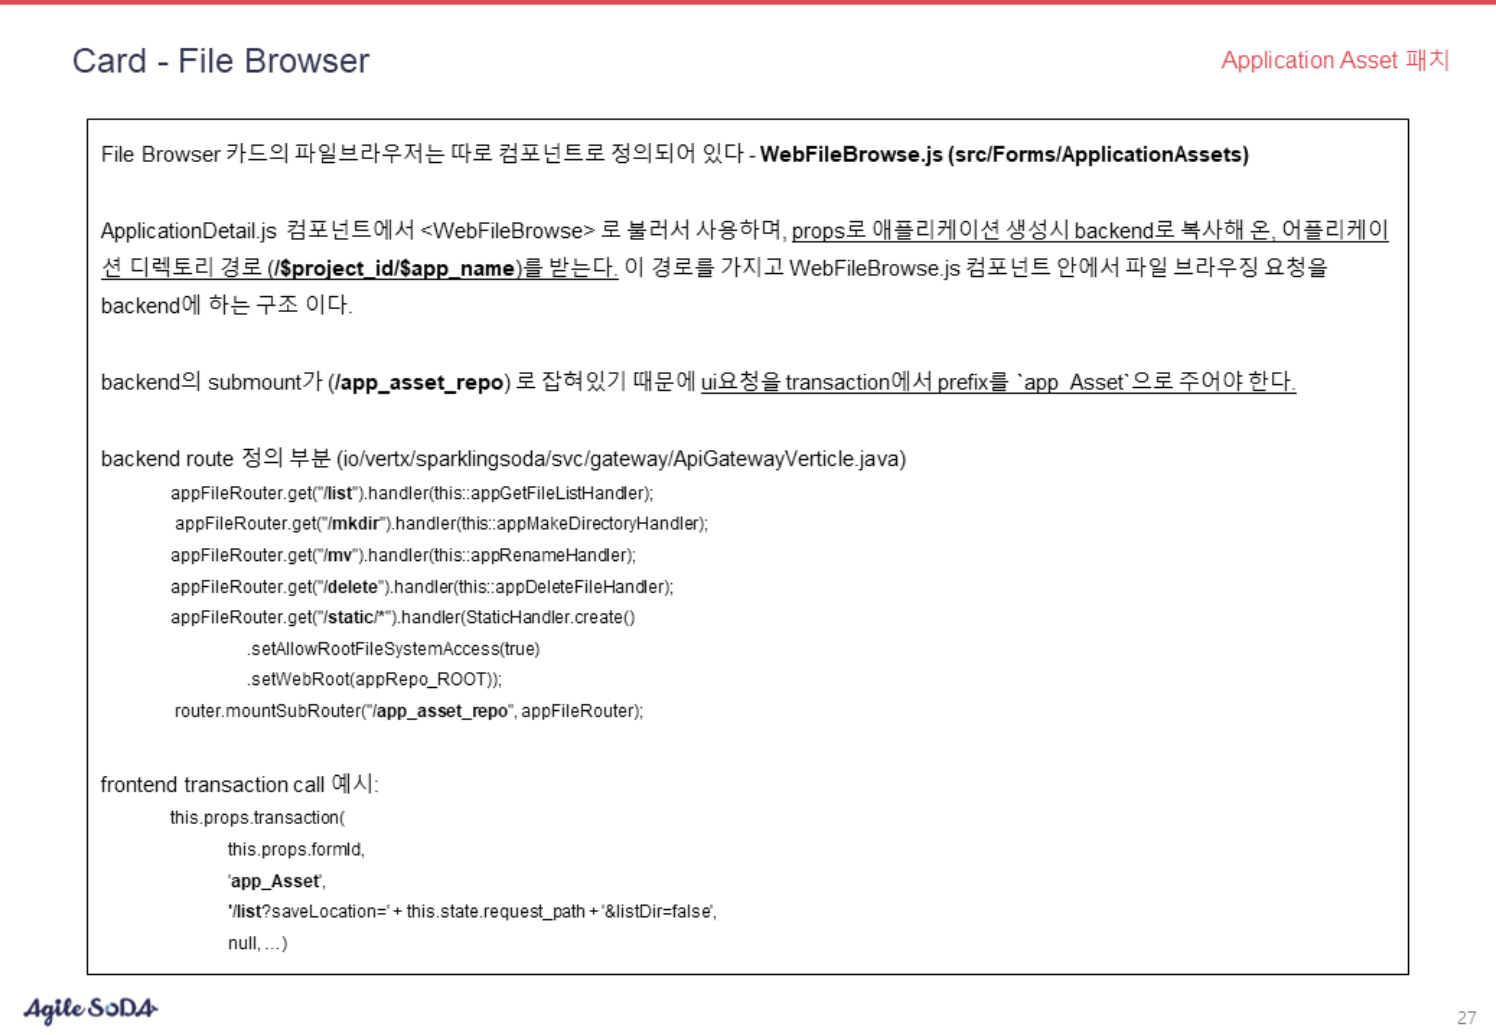 Card - File Browser
Application Asset 패치
File Browser 카드의 파일브라우저는 따로 컴포넌트로 정의되어 있다 - WebFileBrowse.js (src/Forms/ApplicationAssets)
ApplicationDetail.js 컴포넌트에서 <WebFileBrowse> 로 불러서 사용하며, props로 애플리케이션 생성시 backend로 복사해 온, 어플리케이
션 디렉토리 경로 (/$project_id/$app_name)를 받는다. 이 경로를 가지고 WebFileBrowse.js 컴포넌트 안에서 파일 브라우징 요청을
backend에 하는 구조 이다.
backend의 submount가 (/app_asset_repo) 로 잡혀있기 때문에 ui요청을 transaction에서 prefix를 `app_Asset`으로 주어야 한다.
backend route 정의 부분 (io/vertx/sparklingsoda/svc/gateway/ApiGatewayVerticle.java)
appFileRouter.get("/list").handler(this::appGetFileListHandler);
appFileRouter.get("/mkdir").handler(this::appMakeDirectoryHandler);
appFileRouter.get("/mv").handler(this::appRenameHandler);
appFileRouter.get("/delete").handler(this::appDeleteFileHandler);
appFileRouter.get("/static/*").handler(StaticHandler.create()
.setAllowRootFileSystemAccess(true)
.setWebRoot(appRepo_ROOT));
router.mountSubRouter("/app_asset_repo", appFileRouter);
frontend transaction call 예시:
this.props.transaction(
this.props.formId,
'app_Asset',
'/list?saveLocation=' + this.state.request_path + '&listDir=false',
null, …)
Agile SoDA
27